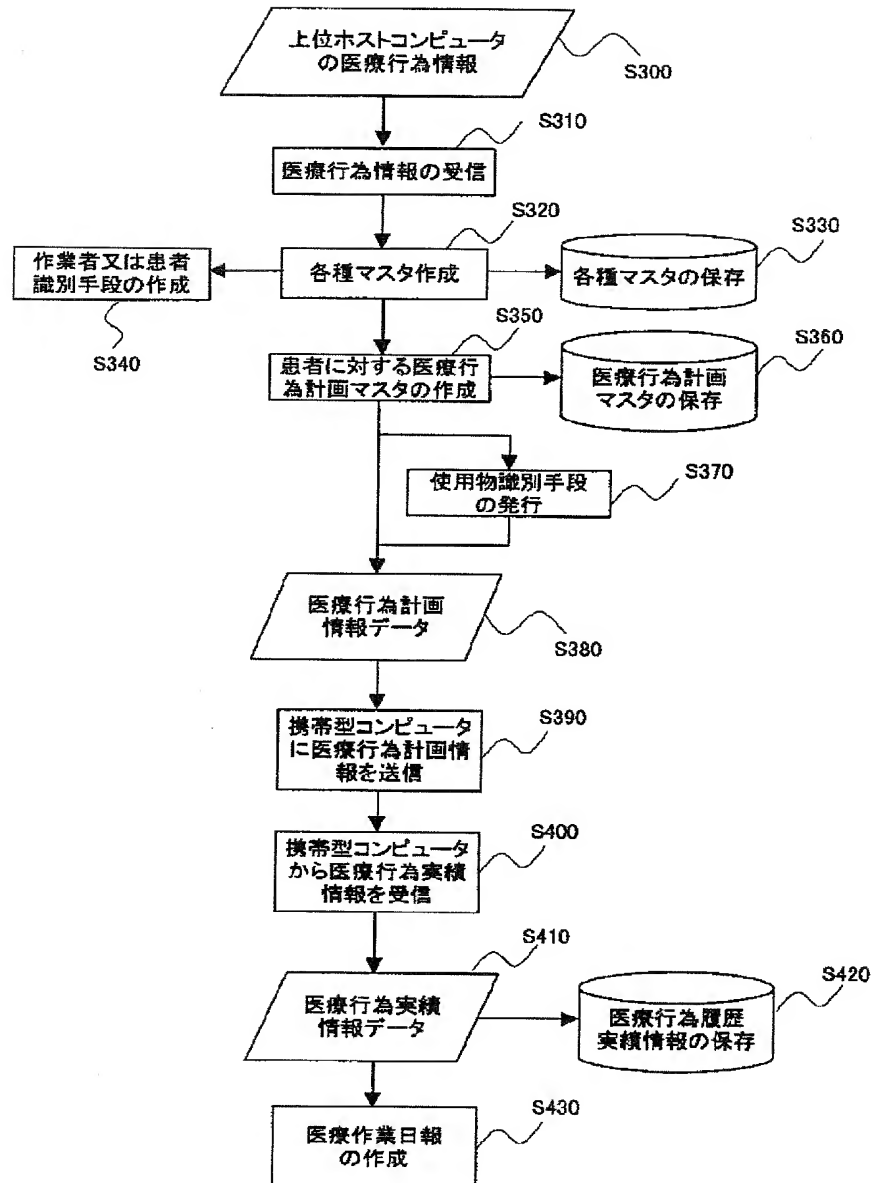 上位ホストコンピュータ
の医療行為情報
S300
S310
医療行為情報の受信
S320
各種マスタ作成
S330
各種マスタの保存
作業者又は患者
識別手段の作成
S340
S350
患者に対する医療行
為計画マスタの作成
S360
医療行為計画
マスタの保存
S370
使用物識別手段
の発行
医療行為計画
情報データ
S380
S390
携帯型コンピュータ
に医療行為計画情
報を送信
S400
携帯型コンピュータ
から医療行為実績
情報を受信
S410
医療行為実績
情報データ
S420
医療行為履歴
実績情報の保存
S430
医療作業日報
の作成